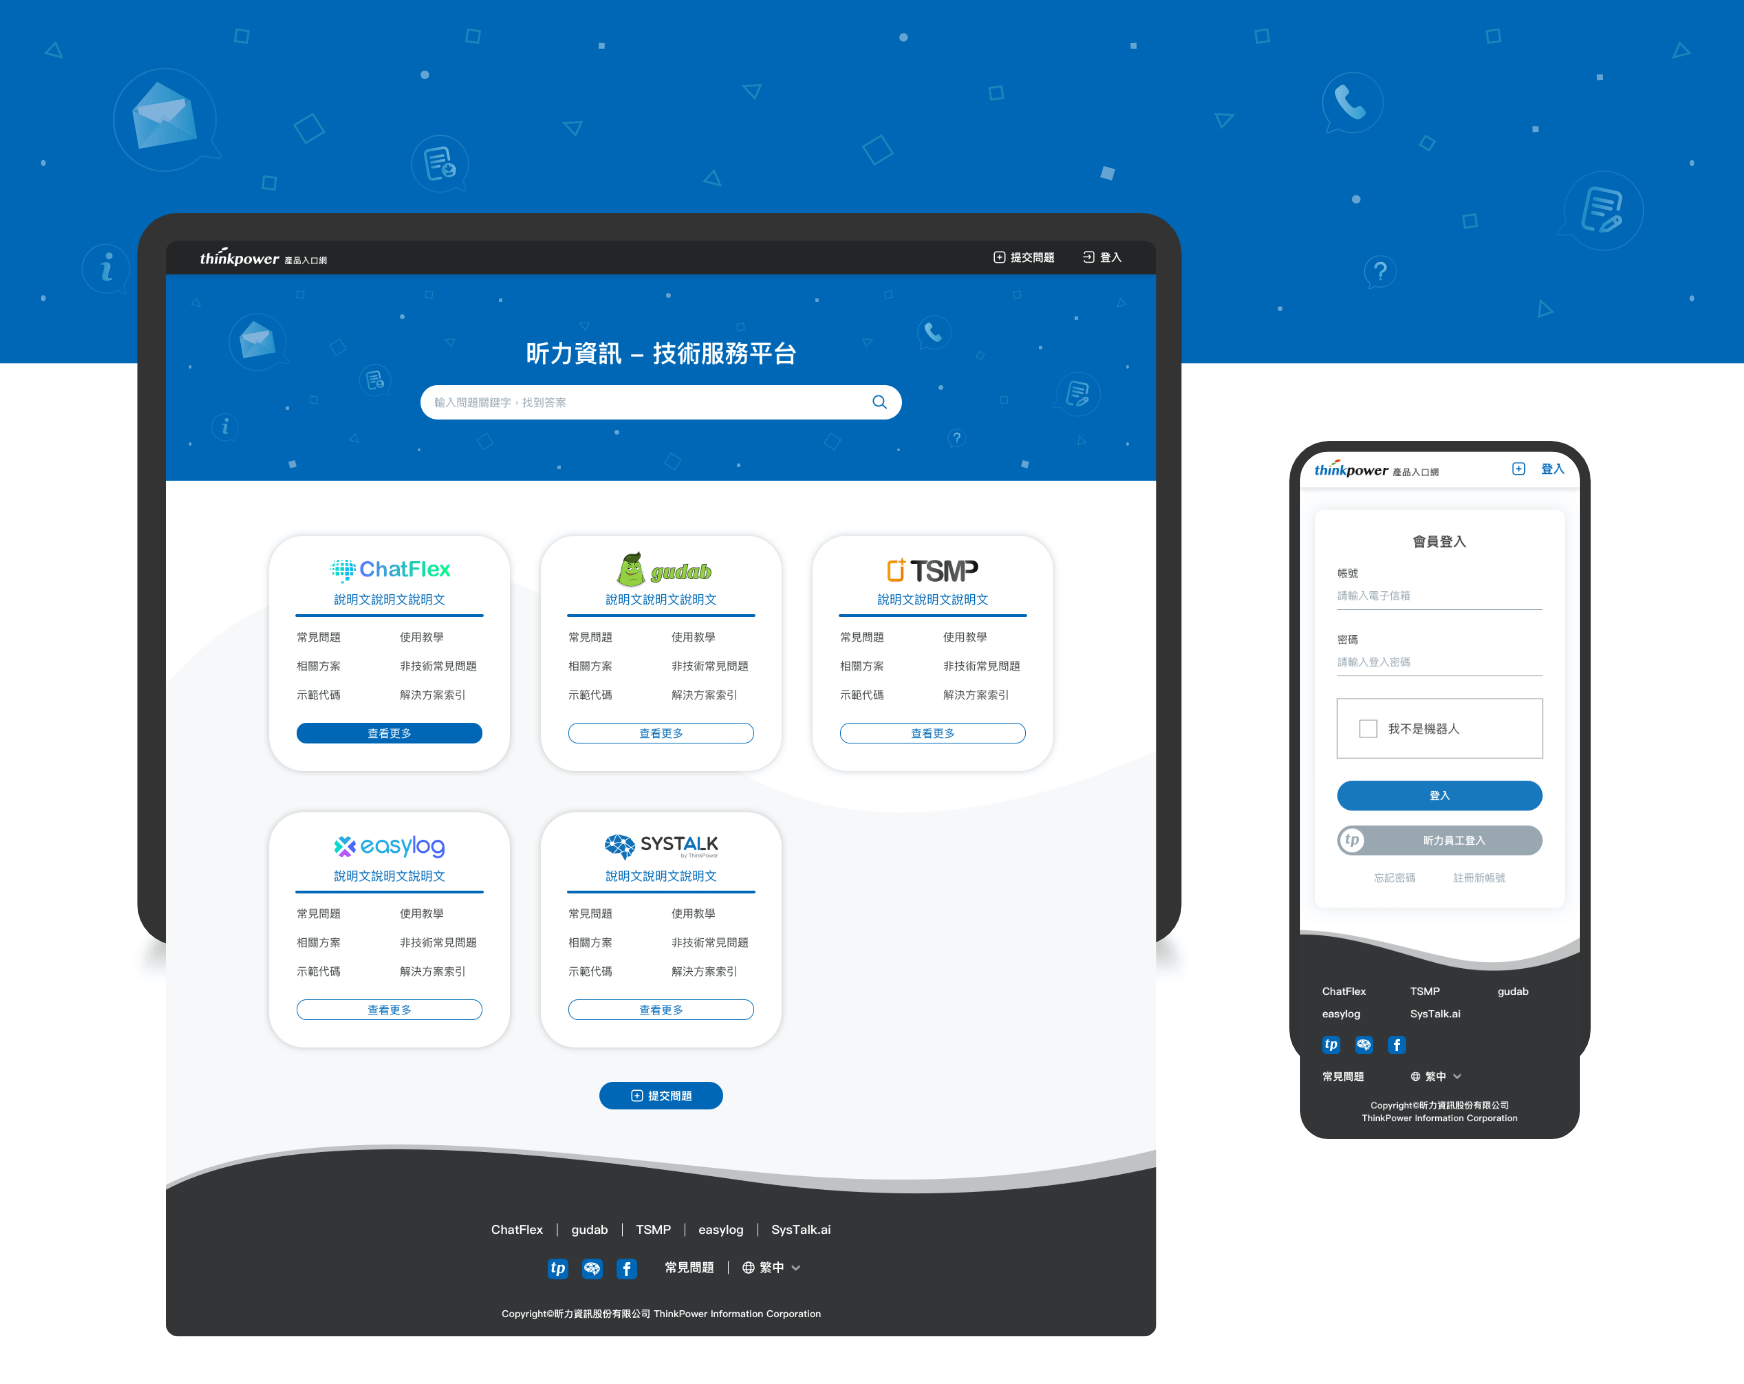 thinkpower 產品入口網
提交問題 登入
昕力資訊 – 技術服務平台
輸入問題關鍵字，找到答案
ChatFlex
說明文說明文說明文
常見問題 使用教學
相關方案 非技術常見問題
示範代碼 解決方案索引
查看更多
gudab
說明文說明文說明文
常見問題 使用教學
相關方案 非技術常見問題
示範代碼 解決方案索引
查看更多
TSMP
說明文說明文說明文
常見問題 使用教學
相關方案 非技術常見問題
示範代碼 解決方案索引
查看更多
easylog
說明文說明文說明文
常見問題 使用教學
相關方案 非技術常見問題
示範代碼 解決方案索引
查看更多
SYSTALK
by ThinkPower
說明文說明文說明文
常見問題 使用教學
相關方案 非技術常見問題
示範代碼 解決方案索引
查看更多
提交問題
ChatFlex | gudab | TSMP | easylog | SysTalk.ai
tp f 常見問題 | 繁中
Copyright©昕力資訊股份有限公司 ThinkPower Information Corporation
thinkpower 產品入口網 登入
會員登入
帳號
請輸入電子信箱
密碼
請輸入登入密碼
我不是機器人
登入
tp 昕力員工登入
忘記密碼 註冊新帳號
ChatFlex TSMP gudab
easylog SysTalk.ai
tp f
常見問題 繁中
Copyright©昕力資訊股份有限公司
ThinkPower Information Corporation